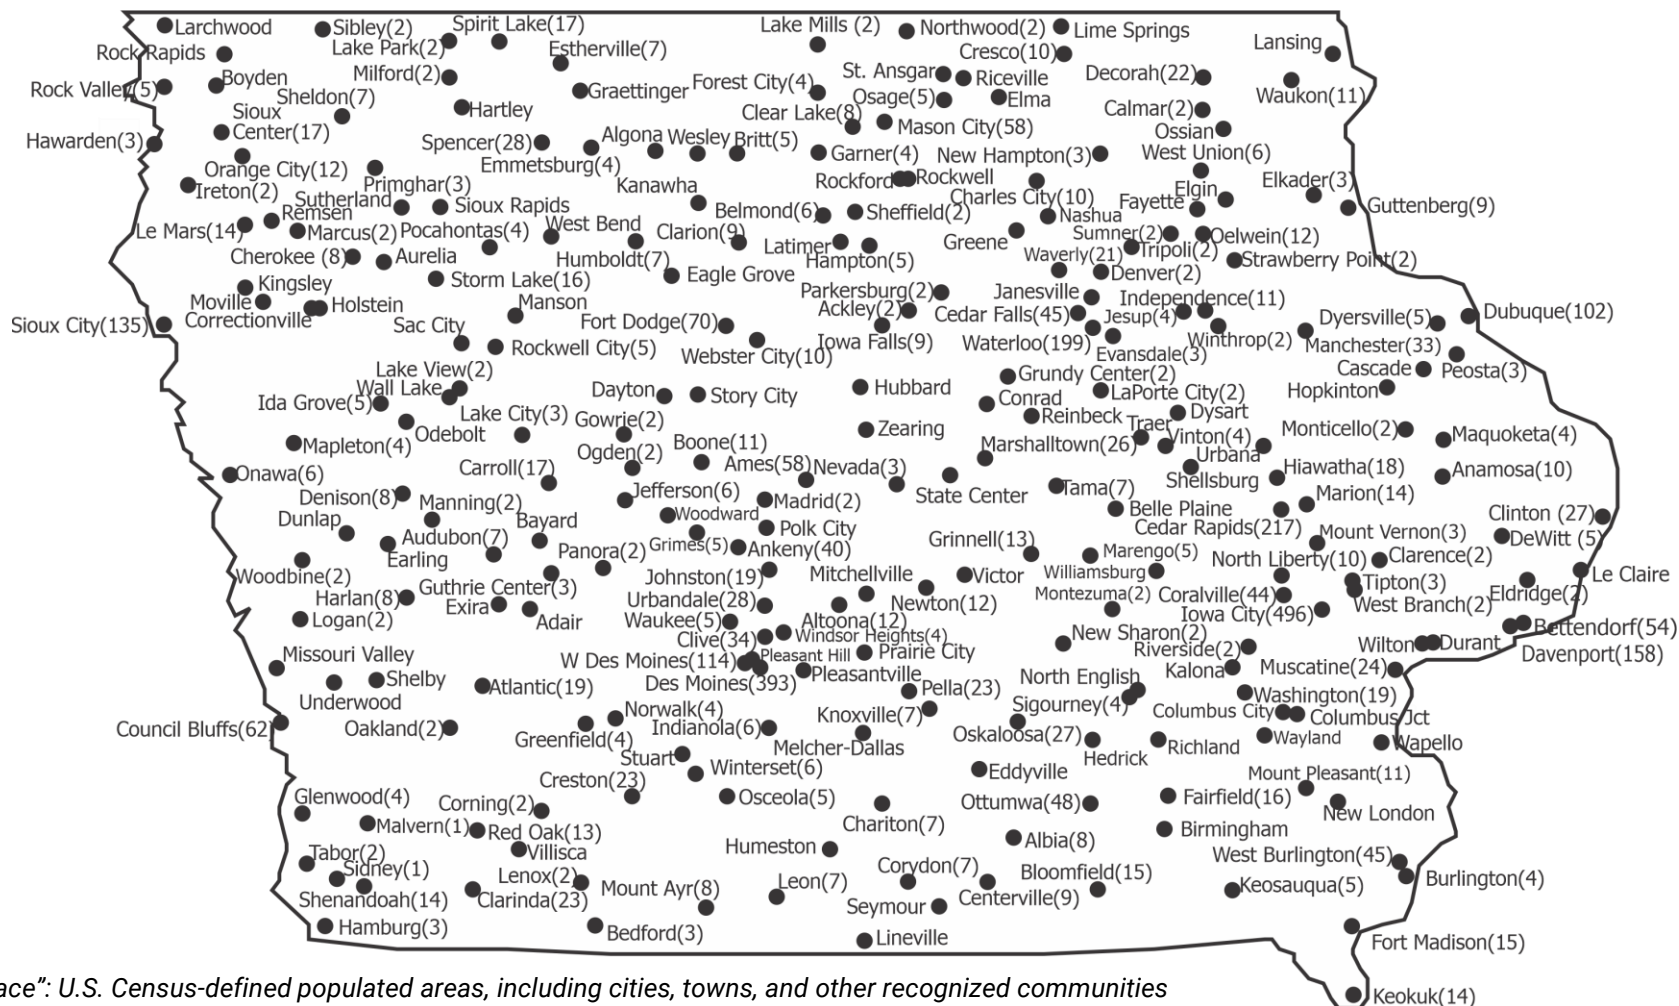 Larchwood
Sibley(2)
Spirit Lake(17)
Lake Mills (2)
Northwood(2)
Lime Springs
Rock Rapids
Lake Park(2)
Estherville(7)
Cresco(10)
Lansing
Rock Valley(5)
Boyden
Milford(2)
Graettinger
Forest City(4)
St. Ansgar
Riceville
Decorah(22)
Waukon(11)
Sheldon(7)
Hartley
Clear Lake(8)
Osage(5)
Elma
Calmar(2)
Sioux
Center(17)
Hawarden(3)
Spencer(28)
Algona
Wesley
Britt(5)
Mason City(58)
Ossian
Orange City(12)
Emmetsburg(4)
Garner(4)
New Hampton(3)
West Union(6)
Ireton(2)
Primghar(3)
Kanawha
Rockford
Rockwell
Charles City(10)
Elgin
Elkader(3)
Sutherland
Sioux Rapids
Belmond(6)
Sheffield(2)
Nashua
Fayette
Guttenberg(9)
Le Mars(14)
Remsen
Marcus(2)
Pocahontas(4)
West Bend
Clarion(9)
Latimer
Greene
Sumner(2)
Oelwein(12)
Cherokee (8)
Aurelia
Humboldt(7)
Hampton(5)
Waverly(21)
Tripoli(2)
Strawberry Point(2)
Kingsley
Storm Lake(16)
Eagle Grove
Denver(2)
Moville
Holstein
Manson
Parkersburg(2)
Janesville
Independence(11)
Sioux City(135)
Correctionville
Sac City
Fort Dodge(70)
Ackley(2)
Cedar Falls(45)
Jesup(4)
Dyersville(5)
Dubuque(102)
Rockwell City(5)
Webster City(10)
Iowa Falls(9)
Waterloo(199)
Evansdale(3)
Winthrop(2)
Manchester(33)
Lake View(2)
Wall Lake
Dayton
Story City
Hubbard
Grundy Center(2)
Cascade
Peosta(3)
Ida Grove(5)
Lake City(3)
Gowrie(2)
Conrad
LaPorte City(2)
Hopkinton
Odebolt
Zearing
Reinbeck
Traer
Dysart
Mapleton(4)
Ogden(2)
Boone(11)
Marshalltown(26)
Vinton(4)
Urbana
Monticello(2)
Maquoketa(4)
Onawa(6)
Carroll(17)
Ames(58)
Nevada(3)
Shellsburg
Hiawatha(18)
Anamosa(10)
Denison(8)
Manning(2)
Jefferson(6)
Madrid(2)
State Center
Tama(7)
Belle Plaine
Marion(14)
Dunlap
Audubon(7)
Bayard
Woodward
Polk City
Cedar Rapids(217)
Clinton (27)
Earling
Panora(2)
Grimes(5)
Ankeny(40)
Grinnell(13)
Marengo(5)
Mount Vernon(3)
DeWitt (5)
Woodbine(2)
Guthrie Center(3)
Johnston(19)
Mitchellville
Victor
Williamsburg
North Liberty(10)
Clarence(2)
Le Claire
Harlan(8)
Exira
Adair
Urbandale(28)
Newton(12)
Montezuma(2)
Coralville(44)
Tipton(3)
Eldridge(2)
Logan(2)
Waukee(5)
Altoona(12)
Iowa City(496)
West Branch(2)
Clive(34)
Windsor Heights(4)
New Sharon(2)
Bettendorf(54)
Missouri Valley
W Des Moines(114)
Pleasant Hill
Prairie City
Riverside(2)
Wilton
Durant
Davenport(158)
Underwood
Shelby
Atlantic(19)
Des Moines(393)
Pleasantville
Kalona
Muscatine(24)
Norwalk(4)
Pella(23)
North English
Sigourney(4)
Washington(19)
Council Bluffs(62)
Oakland(2)
Greenfield(4)
Indianola(6)
Knoxville(7)
Columbus City
Columbus Jct
Stuart
Melcher-Dallas
Oskaloosa(27)
Hedrick
Richland
Wayland
Wapello
Creston(23)
Winterset(6)
Eddyville
Mount Pleasant(11)
Glenwood(4)
Corning(2)
Osceola(5)
Ottumwa(48)
Fairfield(16)
New London
Malvern(1)
Red Oak(13)
Chariton(7)
Albia(8)
Birmingham
Tabor(2)
Villisca
Humeston
West Burlington(45)
Sidney(1)
Lenox(2)
Corydon(7)
Bloomfield(15)
Burlington(4)
Shenandoah(14)
Clarinda(23)
Mount Ayr(8)
Leon(7)
Centerville(9)
Keosauqua(5)
Hamburg(3)
Bedford(3)
Seymour
Lineville
Fort Madison(15)
ace”: U.S. Census-defined populated areas, including cities, towns, and other recognized communities
Keokuk(14)